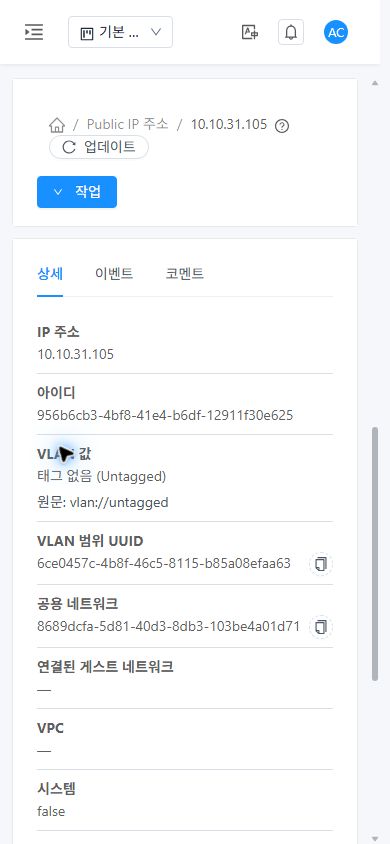 기본 ...
AC
/ Public IP 주소 / 10.10.31.105
업데이트
작업
상세 이벤트 코멘트
IP 주소
10.10.31.105
아이디
956b6cb3-4bf8-41e4-b6df-12911f30e625
VLAN 값
태그 없음 (Untagged)
원문: vlan://untagged
VLAN 범위 UUID
6ce0457c-4b8f-46c5-8115-b85a08efaa63
공용 네트워크
8689dcfa-5d81-40d3-8db3-103be4a01d71
연결된 게스트 네트워크
—
VPC
—
시스템
false